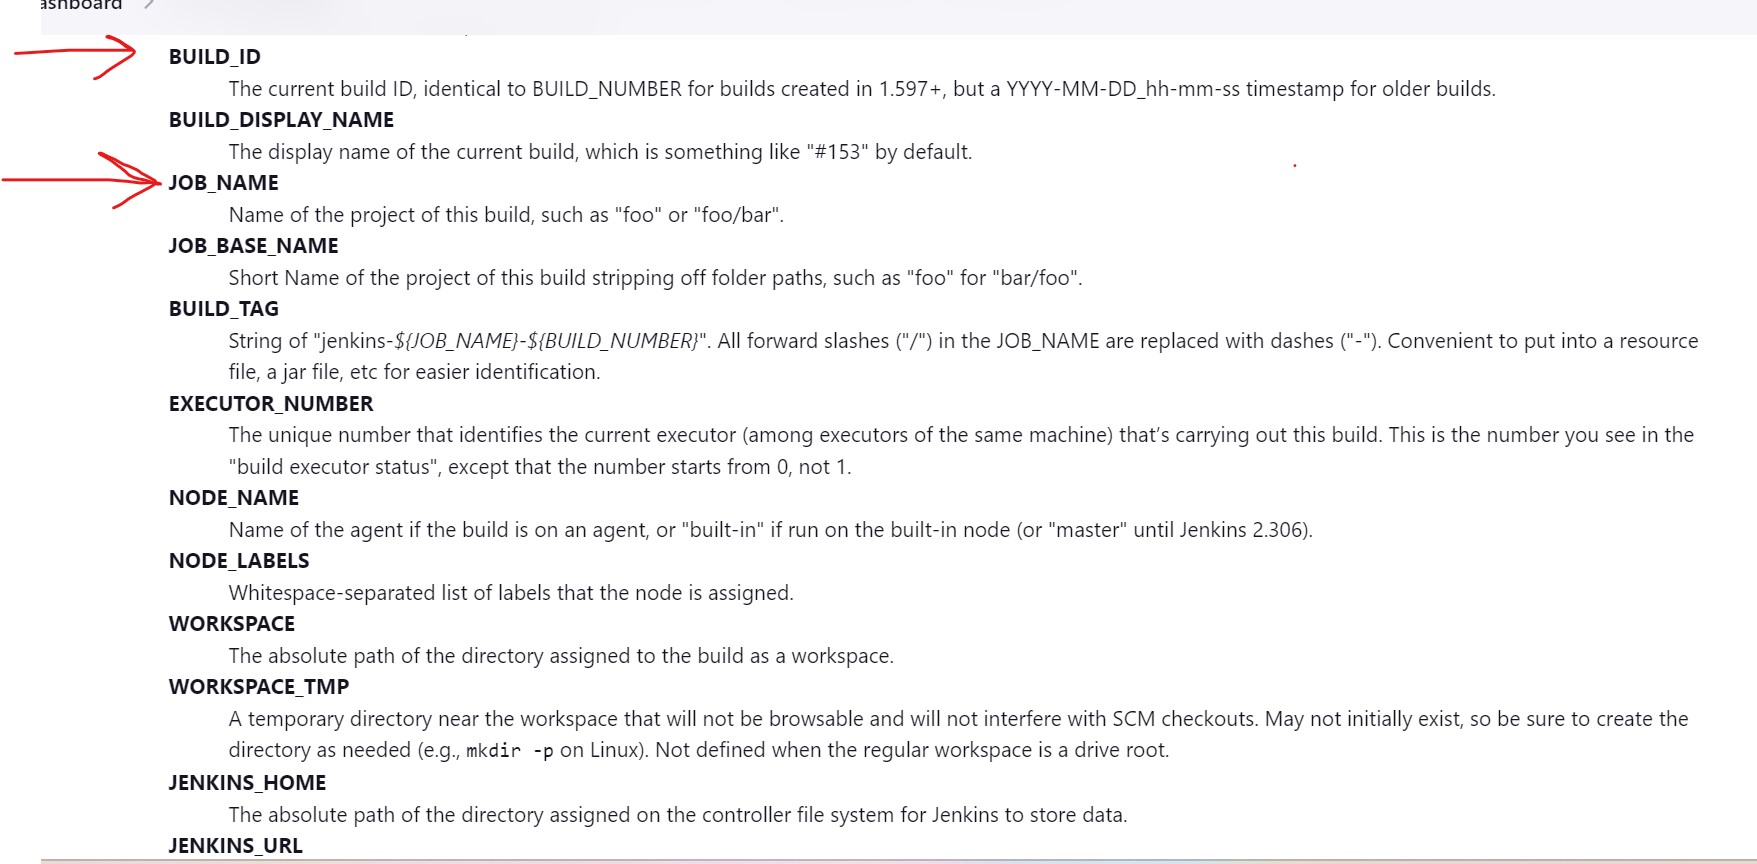 ashboard
BUILD_ID
The current build ID, identical to BUILD_NUMBER for builds created in 1.597+, but a YYYY-MM-DD_hh-mm-ss timestamp for older builds.
BUILD_DISPLAY_NAME
The display name of the current build, which is something like "#153" by default.
JOB_NAME
Name of the project of this build, such as "foo" or "foo/bar".
JOB_BASE_NAME
Short Name of the project of this build stripping off folder paths, such as "foo" for "bar/foo".
BUILD_TAG
String of "jenkins-${JOB_NAME}-${BUILD_NUMBER}". All forward slashes ("/") in the JOB_NAME are replaced with dashes ("-"). Convenient to put into a resource
file, a jar file, etc for easier identification.
EXECUTOR_NUMBER
The unique number that identifies the current executor (among executors of the same machine) that's carrying out this build. This is the number you see in the
"build executor status", except that the number starts from 0, not 1.
NODE_NAME
Name of the agent if the build is on an agent, or "built-in" if run on the built-in node (or "master" until Jenkins 2.306).
NODE_LABELS
Whitespace-separated list of labels that the node is assigned.
WORKSPACE
The absolute path of the directory assigned to the build as a workspace.
WORKSPACE_TMP
A temporary directory near the workspace that will not be browsable and will not interfere with SCM checkouts. May not initially exist, so be sure to create the
directory as needed (e.g., mkdir -p on Linux). Not defined when the regular workspace is a drive root.
JENKINS_HOME
The absolute path of the directory assigned on the controller file system for Jenkins to store data.
JENKINS_URL